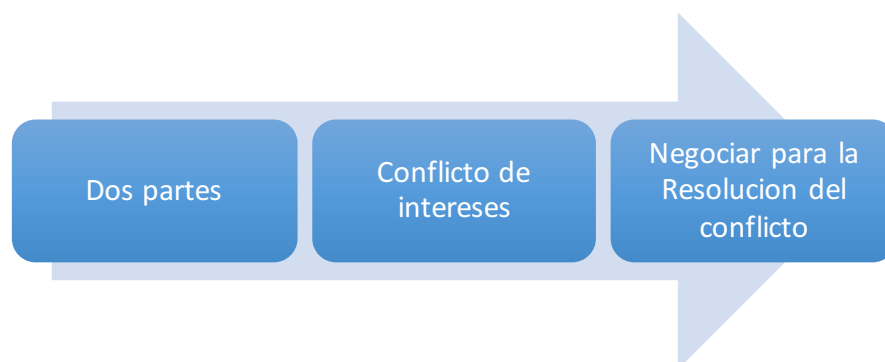 Dos partes
Conflicto de
intereses
Negociar para la
Resolucion del
conflicto